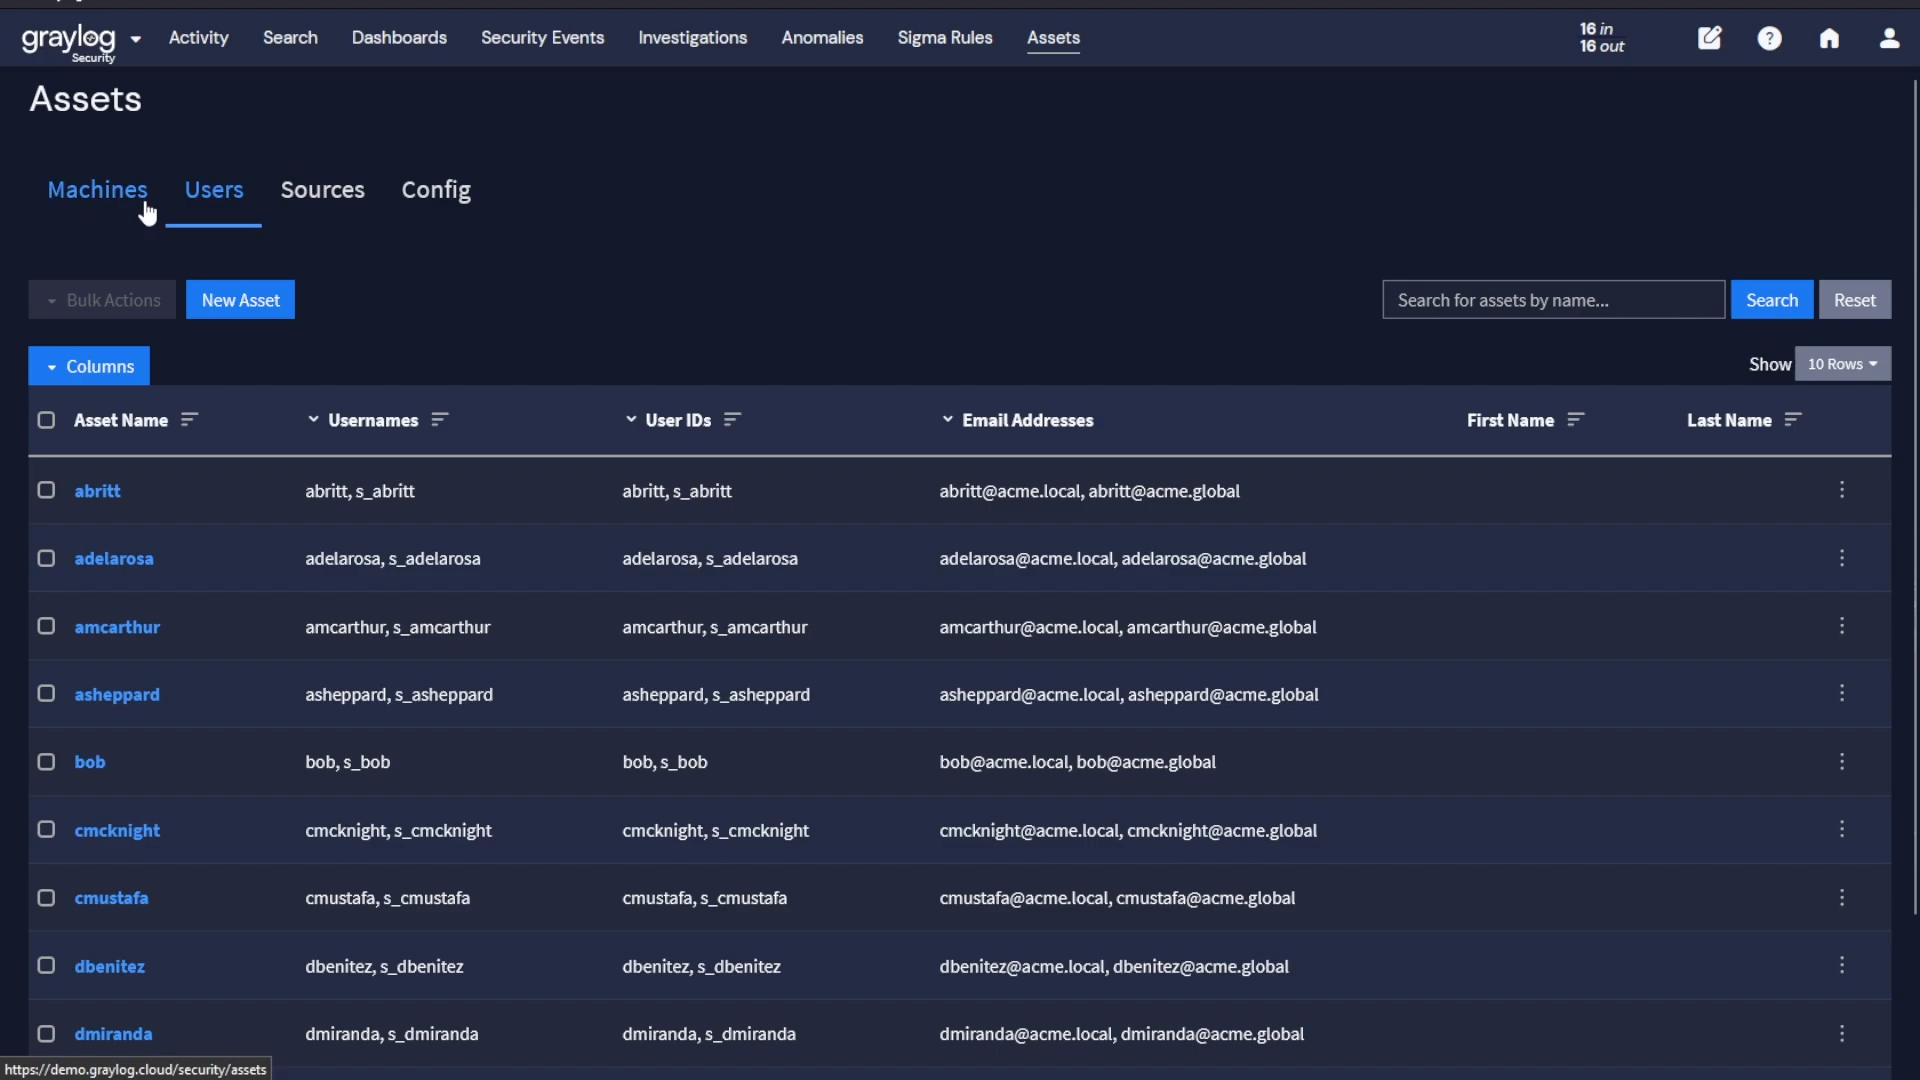 graylog Security Activity Search Dashboards Security Events Investigations Anomalies Sigma Rules Assets 16 in
16 out
Assets
Machines Users Sources Config
Bulk Actions New Asset Search for assets by name... Search Reset
Columns Show 10 Rows
Asset Name Usernames User IDs Email Addresses First Name Last Name
abritt abritt, s_abritt abritt, s_abritt abritt@acme.local, abritt@acme.global
adelarosa adelarosa, s_adelarosa adelarosa, s_adelarosa adelarosa@acme.local, adelarosa@acme.global
amcarthur amcarthur, s_amcarthur amcarthur, s_amcarthur amcarthur@acme.local, amcarthur@acme.global
asheppard asheppard, s_asheppard asheppard, s_asheppard asheppard@acme.local, asheppard@acme.global
bob bob, s_bob bob, s_bob bob@acme.local, bob@acme.global
cmcknight cmcknight, s_cmcknight cmcknight, s_cmcknight cmcknight@acme.local, cmcknight@acme.global
cmustafa cmustafa, s_cmustafa cmustafa, s_cmustafa cmustafa@acme.local, cmustafa@acme.global
dbenitez dbenitez, s_dbenitez dbenitez, s_dbenitez dbenitez@acme.local, dbenitez@acme.global
dmiranda dmiranda, s_dmiranda dmiranda, s_dmiranda dmiranda@acme.local, dmiranda@acme.global
https://demo.graylog.cloud/security/assets